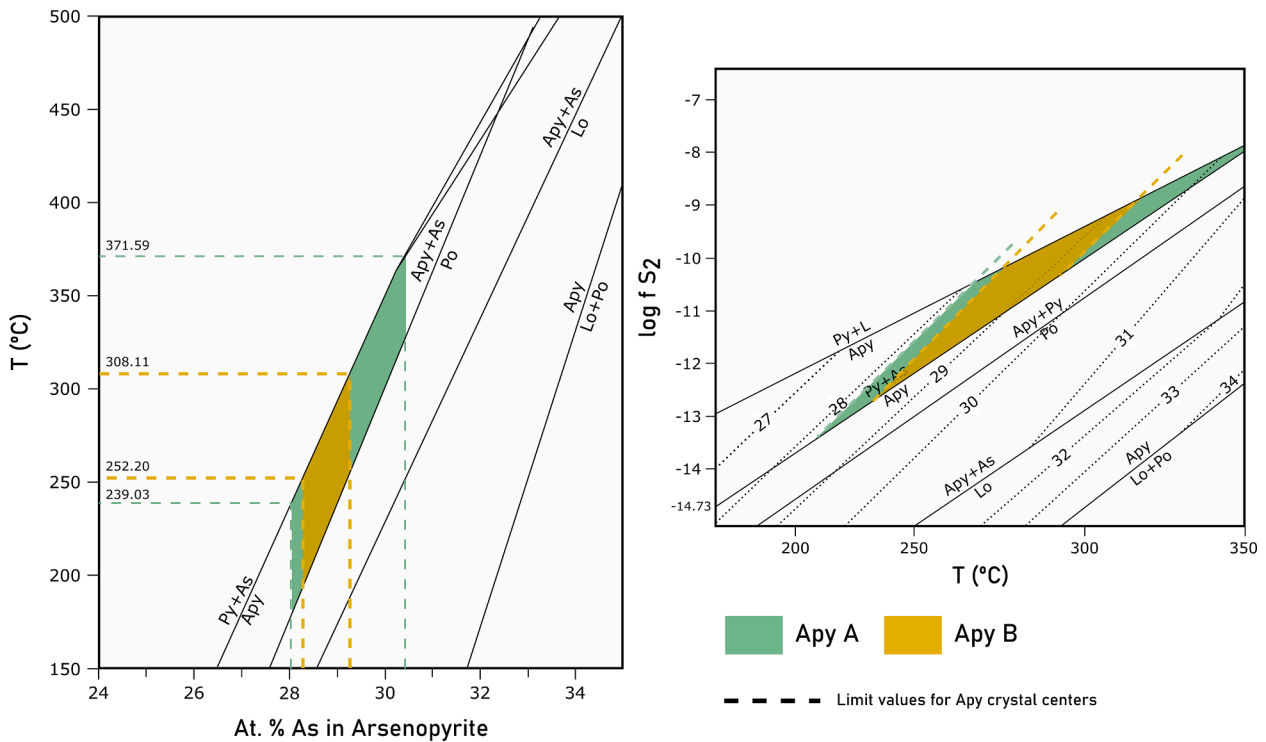 500
450
400
350
300
250
200
150
T (ºC)
371.59
308.11
252.20
239.03
Apy+As
Lo
Apy+As
Po
Apy
Lo+Po
Py+As
Apy
24
26
28
30
32
34
At. % As in Arsenopyrite
-7
-8
-9
-10
-11
-12
-13
-14
-14.73
log f S2
Py+L
Apy
Apy+Py
Po
Py+As
Apy
27
28
29
30
31
32
33
34
Apy+As
Lo
Apy
Lo+Po
200
250
300
350
T (ºC)
Apy A
Apy B
Limit values for Apy crystal centers